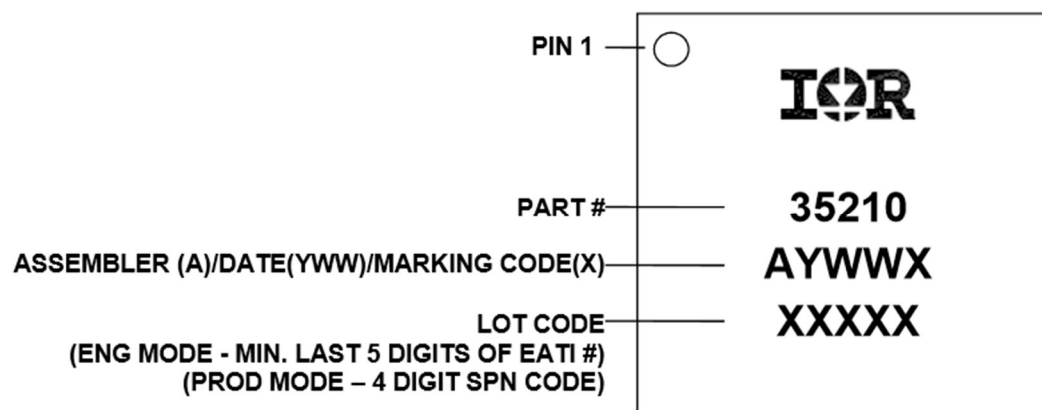 PIN 1
IOR
PART #
35210
ASSEMBLER (A)/DATE(YWW)/MARKING CODE(X)
AYWWX
LOT CODE
XXXXX
(ENG MODE - MIN. LAST 5 DIGITS OF EATI #)
(PROD MODE – 4 DIGIT SPN CODE)